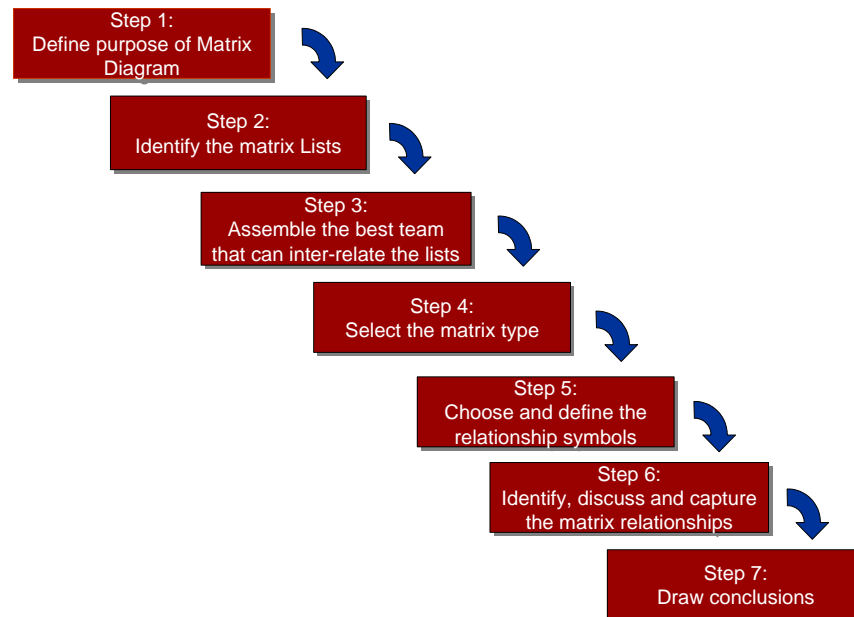 Step 1:
Define purpose of Matrix
Diagram
Step 2:
Identify the matrix Lists
Step 3:
Assemble the best team
that can inter-relate the lists
Step 4:
Select the matrix type
Step 5:
Choose and define the
relationship symbols
Step 6:
Identify, discuss and capture
the matrix relationships
Step 7:
Draw conclusions